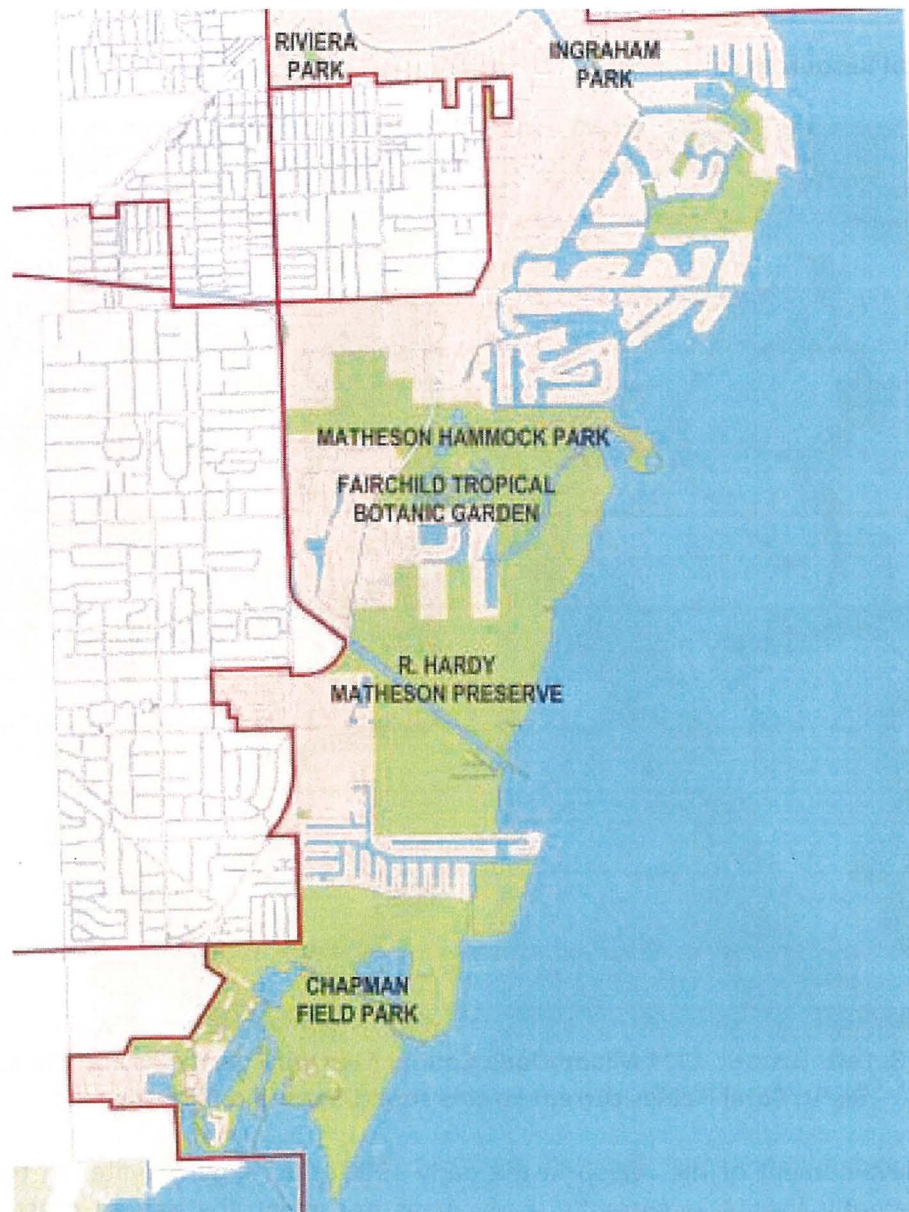 RIVIERA
PARK
INGRAHAM
PARK
MATHESON HAMMOCK PARK
FAIRCHILD TROPICAL
BOTANIC GARDEN
R. HARDY
MATHESON PRESERVE
CHAPMAN
FIELD PARK